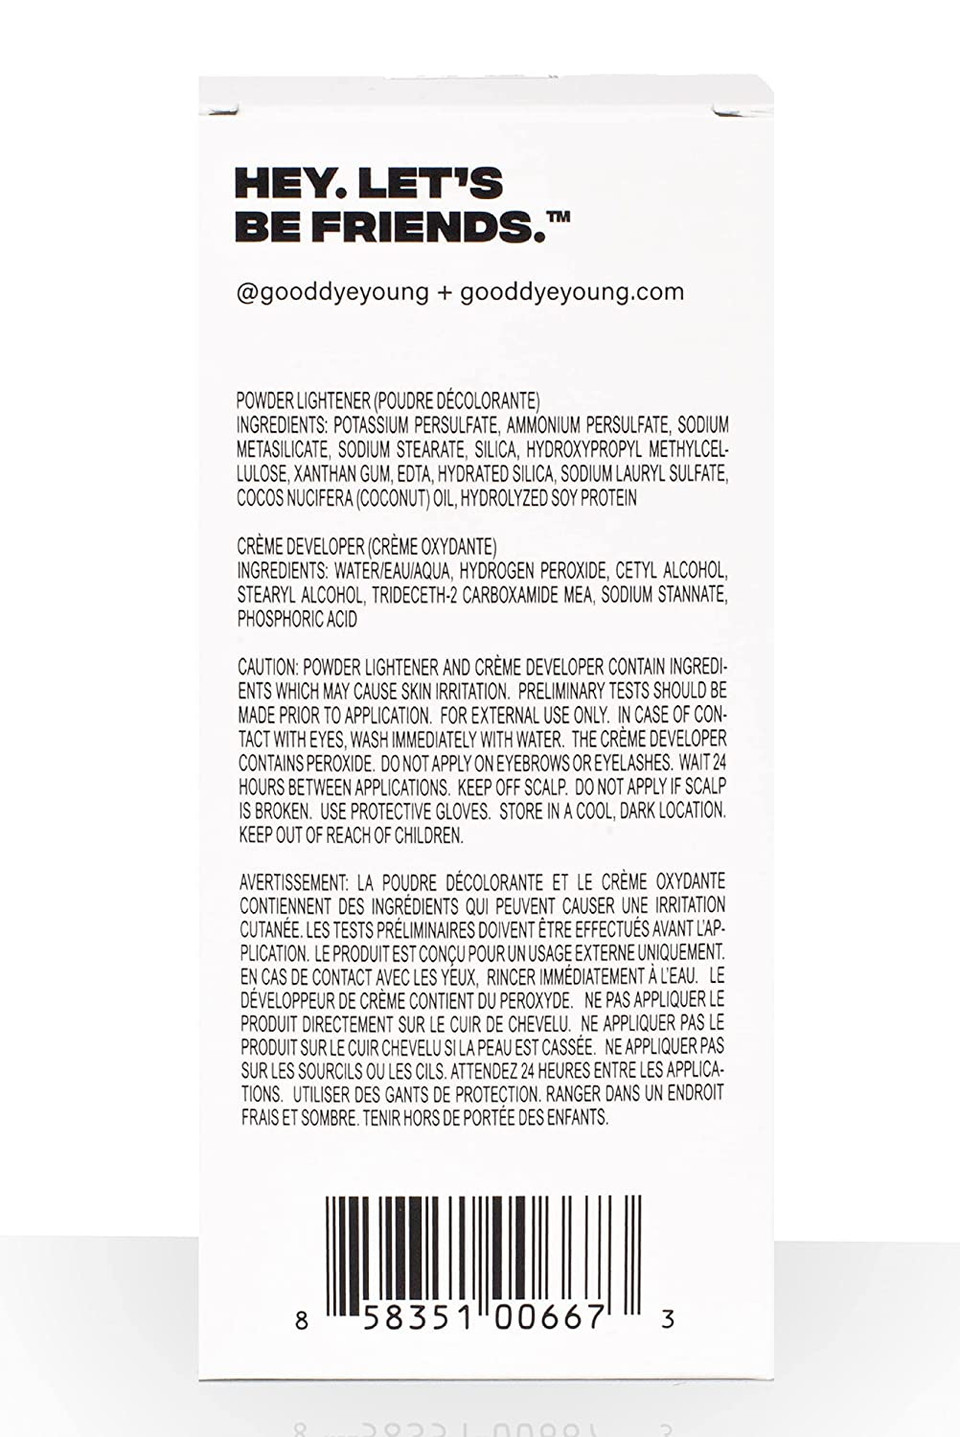 HEY. LET'S
BE FRIENDS.™
@gooddyeyoung + gooddyeyoung.com
POWDER LIGHTENER (POUDRE DÉCOLORANTE)
INGREDIENTS: POTASSIUM PERSULFATE, AMMONIUM PERSULFATE, SODIUM
METASILICATE, SODIUM STEARATE, SILICA, HYDROXYPROPYL METHYLCEL-
LULOSE, XANTHAN GUM, EDTA, HYDRATED SILICA, SODIUM LAURYL SULFATE,
COCOS NUCIFERA (COCONUT) OIL, HYDROLYZED SOY PROTEIN
CRÈME DEVELOPER (CRÈME OXYDANTE)
INGREDIENTS: WATER/EAU/AQUA, HYDROGEN PEROXIDE, CETYL ALCOHOL,
STEARYL ALCOHOL, TRIDECETH-2 CARBOXAMIDE MEA, SODIUM STANNATE,
PHOSPHORIC ACID
CAUTION: POWDER LIGHTENER AND CRÈME DEVELOPER CONTAIN INGREDI-
ENTS WHICH MAY CAUSE SKIN IRRITATION. PRELIMINARY TESTS SHOULD BE
MADE PRIOR TO APPLICATION. FOR EXTERNAL USE ONLY. IN CASE OF CON-
TACT WITH EYES, WASH IMMEDIATELY WITH WATER. THE CRÈME DEVELOPER
CONTAINS PEROXIDE. DO NOT APPLY ON EYEBROWS OR EYELASHES. WAIT 24
HOURS BETWEEN APPLICATIONS. KEEP OFF SCALP. DO NOT APPLY IF SCALP
IS BROKEN. USE PROTECTIVE GLOVES. STORE IN A COOL, DARK LOCATION.
KEEP OUT OF REACH OF CHILDREN.
AVERTISSEMENT: LA POUDRE DÉCOLORANTE ET LE CRÈME OXYDANTE
CONTIENNENT DES INGRÉDIENTS QUI PEUVENT CAUSER UNE IRRITATION
CUTANÉE. LES TESTS PRÉLIMINAIRES DOIVENT ÊTRE EFFECTUÉS AVANT L'AP-
PLICATION. LE PRODUIT EST CONÇU POUR UN USAGE EXTERNE UNIQUEMENT.
EN CAS DE CONTACT AVEC LES YEUX, RINCER IMMÉDIATEMENT À L'EAU. LE
DÉVELOPPEUR DE CRÈME CONTIENT DU PEROXYDE. NE PAS APPLIQUER LE
PRODUIT DIRECTEMENT SUR LE CUIR DE CHEVELU. NE APPLIQUER PAS LE
PRODUIT SUR LE CUIR CHEVELU SI LA PEAU EST CASSÉE. NE APPLIQUER PAS
SUR LES SOURCILS OU LES CILS. ATTENDEZ 24 HEURES ENTRE LES APPLICA-
TIONS. UTILISER DES GANTS DE PROTECTION. RANGER DANS UN ENDROIT
FRAIS ET SOMBRE. TENIR HORS DE PORTÉE DES ENFANTS.
8 58351 00667 3